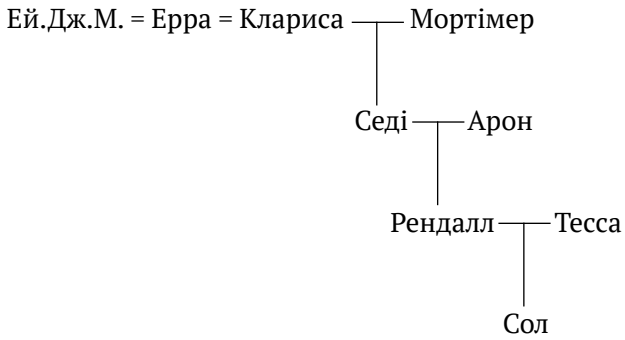 Ей.Дж.М. = Ерра = Клариса Мортімер
Седі Арон
Рендалл Тесса
Сол